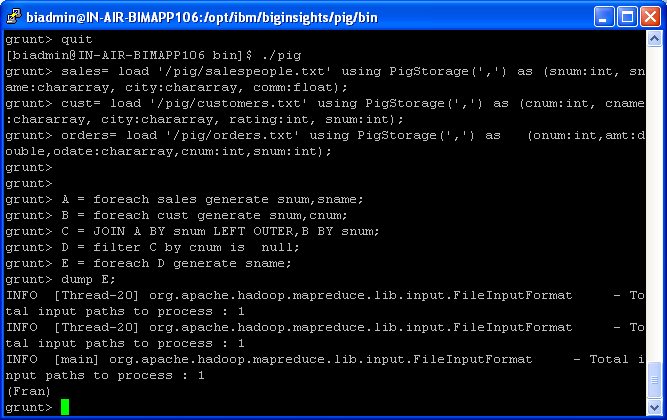 biadmin@IN-AIR-BIMAPP106:/opt/ibm/biginsights/pig/bin
grunt> quit
[biadmin@IN-AIR-BIMAPP106 bin]$ ./pig
grunt> sales= load '/pig/salespeople.txt' using PigStorage(',') as (snum:int, sn
ame:chararray, city:chararray, comm:float);
grunt> cust= load '/pig/customers.txt' using PigStorage(',') as (cnum:int, cname
:chararray, city:chararray, rating:int, snum:int);
grunt> orders= load '/pig/orders.txt' using PigStorage(',') as   (onum:int,amt:d
ouble,odate:chararray,cnum:int,snum:int);
grunt>
grunt>
grunt> A = foreach sales generate snum,sname;
grunt> B = foreach cust generate snum,cnum;
grunt> C = JOIN A BY snum LEFT OUTER,B BY snum;
grunt> D = filter C by cnum is  null;
grunt> E = foreach D generate sname;
grunt> dump E;
INFO  [Thread-20] org.apache.hadoop.mapreduce.lib.input.FileInputFormat     - To
tal input paths to process : 1
INFO  [Thread-20] org.apache.hadoop.mapreduce.lib.input.FileInputFormat     - To
tal input paths to process : 1
INFO  [main] org.apache.hadoop.mapreduce.lib.input.FileInputFormat     - Total i
nput paths to process : 1
(Fran)
grunt>